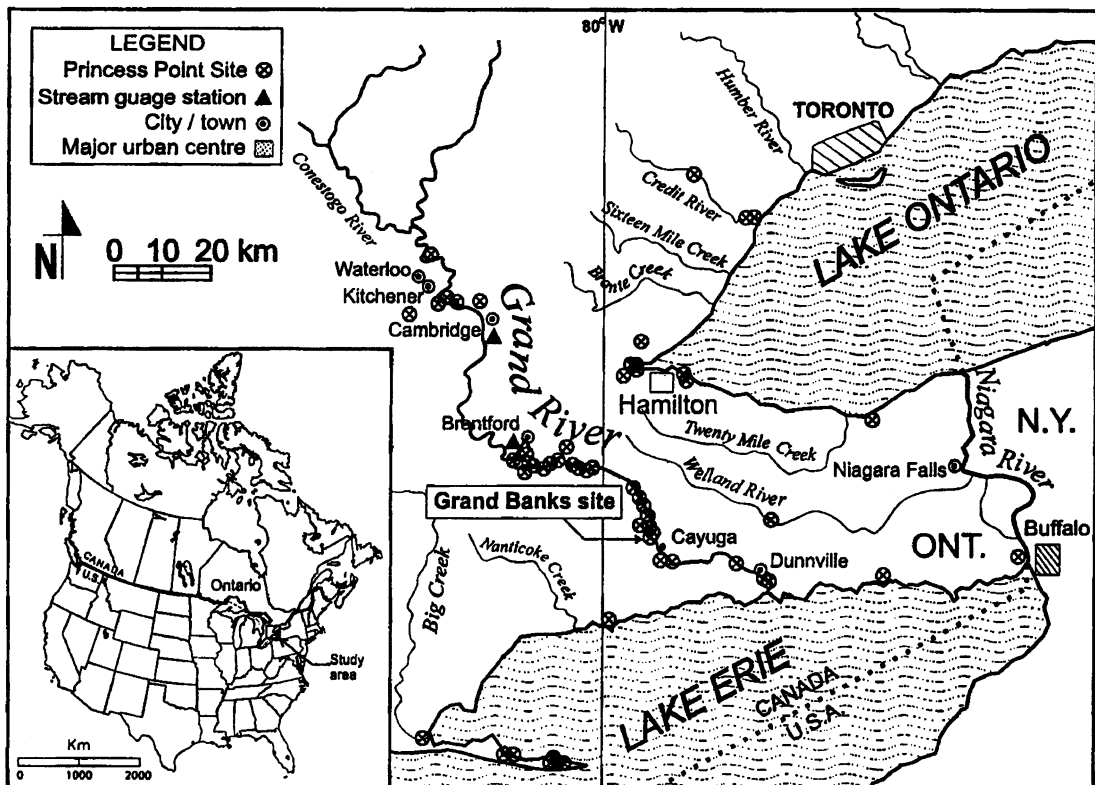 LEGEND
Princess Point Site
Stream guage station
City / town
Major urban centre
N
0 10 20 km
80° W
Humber River
TORONTO
Credit River
Sixteen Mile Creek
Bronte Creek
LAKE ONTARIO
Conestogo River
Waterloo
Kitchener
Cambridge
Grand River
Brentford
Hamilton
Twenty Mile Creek
Niagara River
N.Y.
Welland River
Niagara Falls
Grand Banks site
Cayuga
Dunnville
ONT.
Buffalo
Big Creek
Nanticoke Creek
LAKE ERIE
CANADA
U.S.A.
CANADA
U.S.
Ontario
Study
area
Km
0 1000 2000